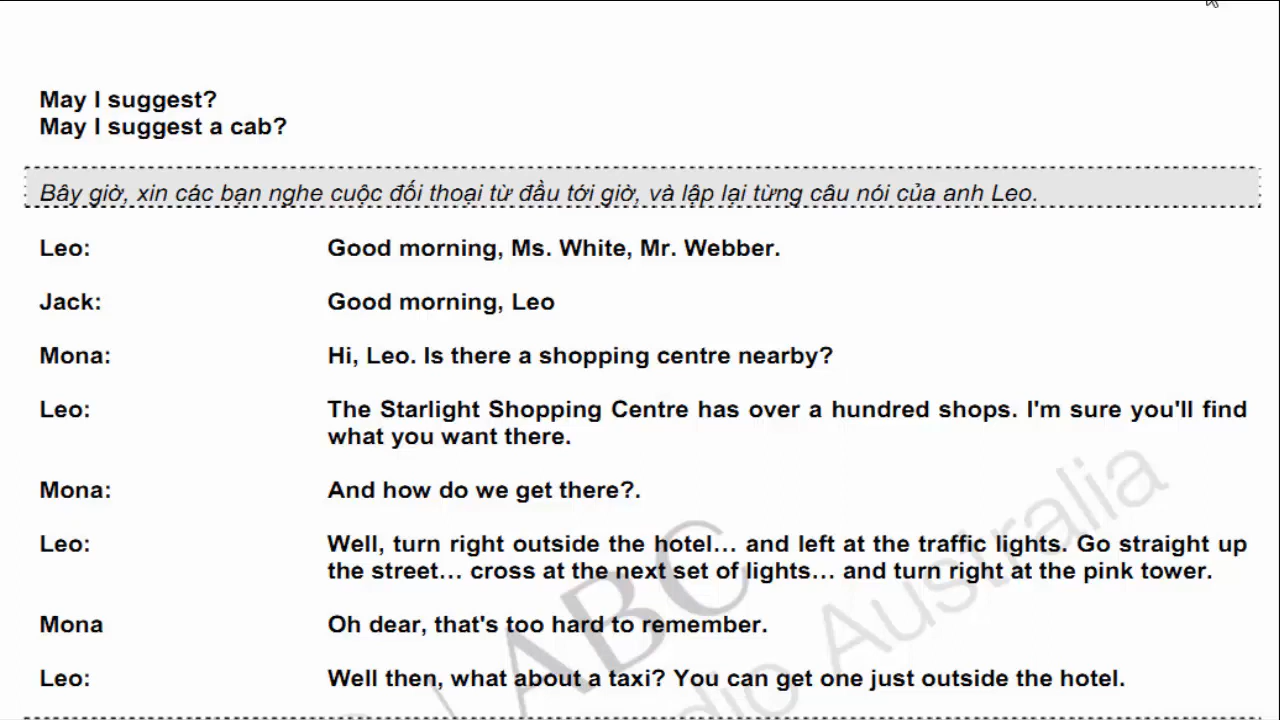 May I suggest?
May I suggest a cab?
Bây giờ, xin các bạn nghe cuộc đối thoại từ đầu tới giờ, và lập lại từng câu nói của anh Leo.
Leo: Good morning, Ms. White, Mr. Webber.
Jack: Good morning, Leo
Mona: Hi, Leo. Is there a shopping centre nearby?
Leo: The Starlight Shopping Centre has over a hundred shops. I'm sure you'll find
what you want there.
Mona: And how do we get there?.
Leo: Well, turn right outside the hotel… and left at the traffic lights. Go straight up
the street… cross at the next set of lights… and turn right at the pink tower.
Mona Oh dear, that's too hard to remember.
Leo: Well then, what about a taxi? You can get one just outside the hotel.
ABC
Australia